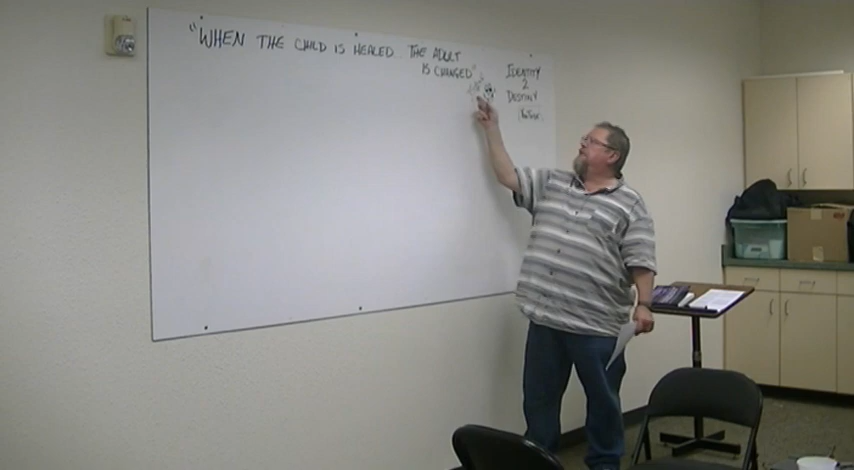 "WHEN THE CHILD IS HEALED.. THE ADULT
IS CHANGED"
IDENTITY
2
DESTINY